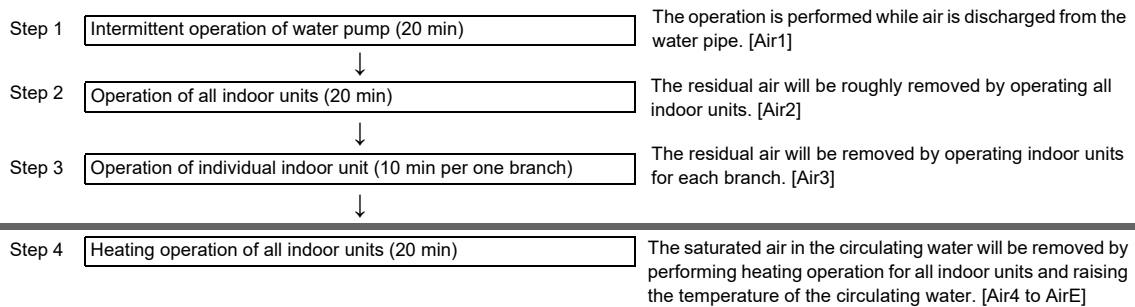 Step 1 Intermittent operation of water pump (20 min)
The operation is performed while air is discharged from the
water pipe. [Air1]
↓
Step 2 Operation of all indoor units (20 min)
The residual air will be roughly removed by operating all
indoor units. [Air2]
↓
Step 3 Operation of individual indoor unit (10 min per one branch)
The residual air will be removed by operating indoor units
for each branch. [Air3]
↓
Step 4 Heating operation of all indoor units (20 min)
The saturated air in the circulating water will be removed by
performing heating operation for all indoor units and raising
the temperature of the circulating water. [Air4 to AirE]